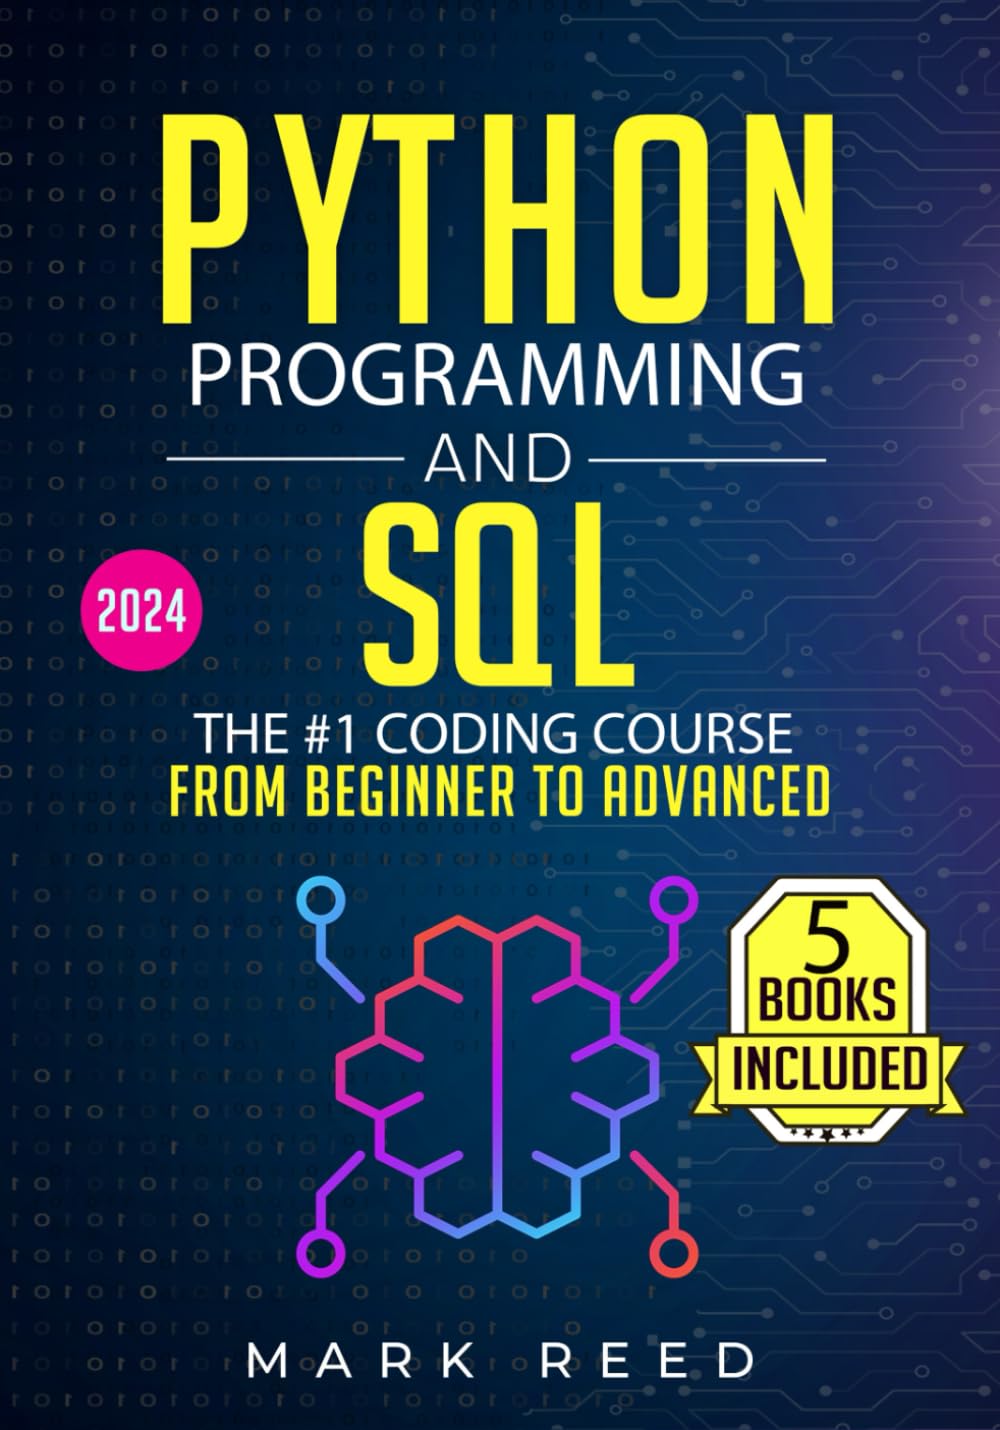 PYTHON
PROGRAMMING
AND
SQL
2024
THE #1 CODING COURSE
FROM BEGINNER TO ADVANCED
5
BOOKS
INCLUDED
MARK REED